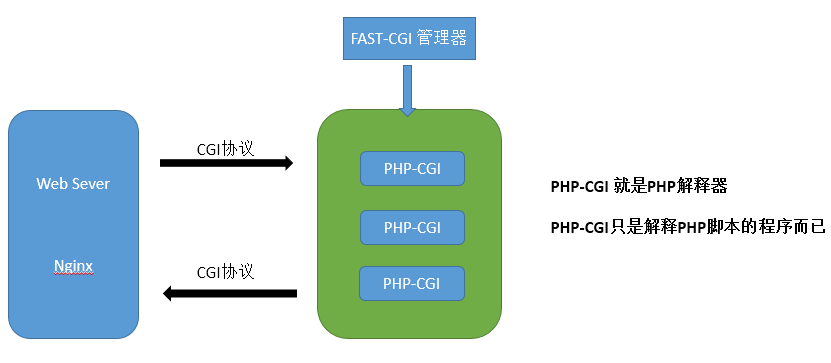 FAST-CGI 管理器
CGI协议
PHP-CGI
Web Sever
PHP-CGI 就是PHP解释器
PHP-CGI
PHP-CGI只是解释PHP脚本的程序而已
Nginx
CGI协议
PHP-CGI